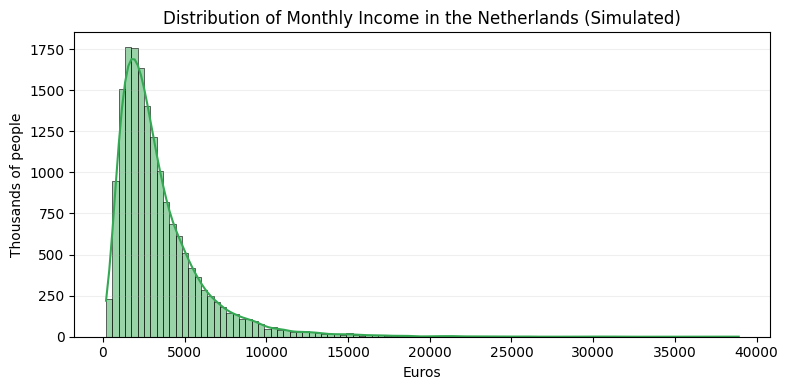 Distribution of Monthly Income in the Netherlands (Simulated)
Thousands of people
1750
1500
1250
1000
750
500
250
0
0 5000 10000 15000 20000 25000 30000 35000 40000
Euros